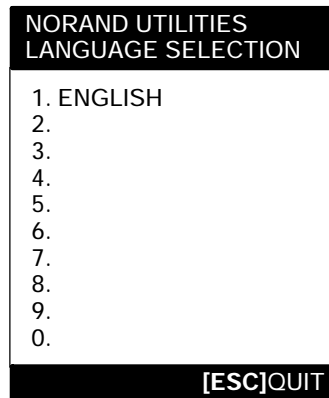 NORAND UTILITIES
LANGUAGE SELECTION
1. ENGLISH
2.
3.
4.
5.
6.
7.
8.
9.
0.
[ESC]QUIT